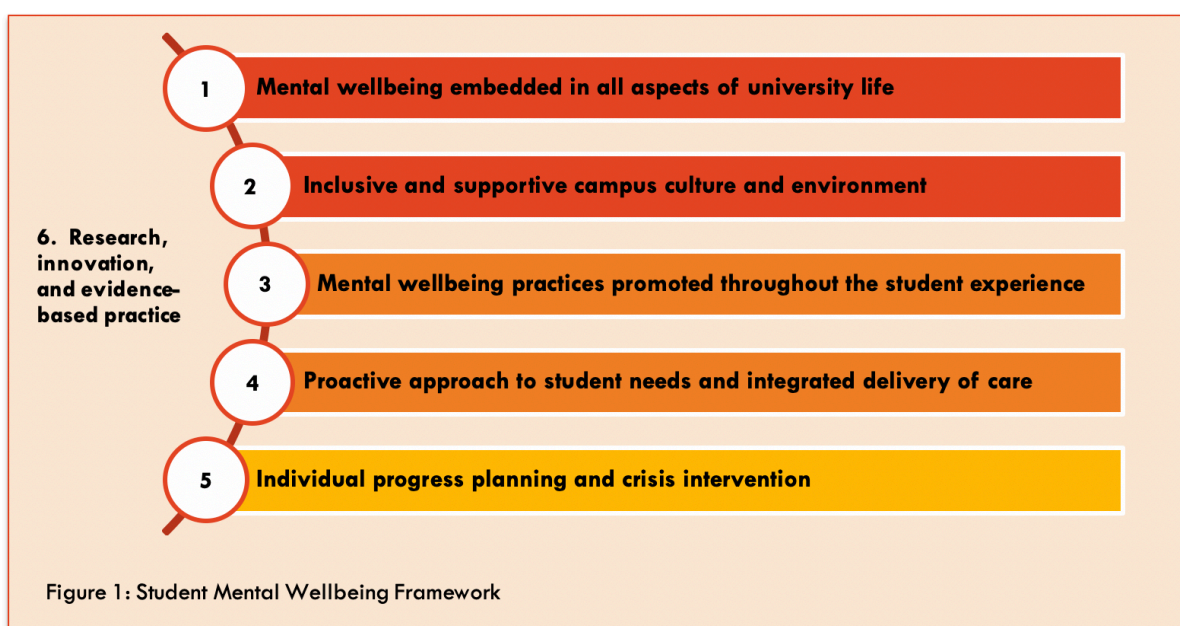 1
Mental wellbeing embedded in all aspects of university life
2
Inclusive and supportive campus culture and environment
6. Research,
innovation,
and evidence-
based practice
3
Mental wellbeing practices promoted throughout the student experience
4
Proactive approach to student needs and integrated delivery of care
5
Individual progress planning and crisis intervention
Figure 1: Student Mental Wellbeing Framework